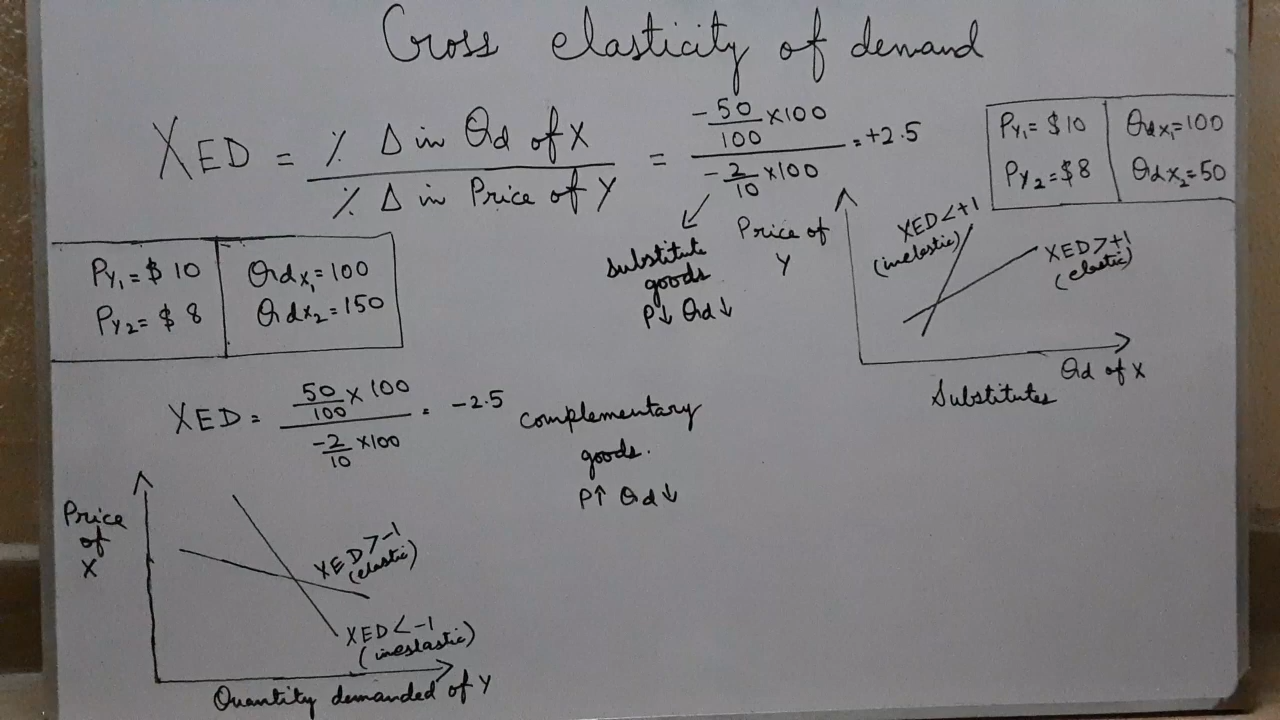 Cross elasticity of demand
XED = % Δ in Qd of X / % Δ in Price of Y = -50/100 x100 / -2/10 x100 = +2.5
Py₁ = $ 10 | Qdx₁ = 100
Py₂ = $ 8 | Qdx₂ = 50
Substitute
goods
P↓ Qd↓
Price of
Y
XED<+1
(inelastic)
XED>+1
(elastic)
Qd of X
Substitutes
Py₁ = $ 10 | Qdx₁ = 100
Py₂ = $ 8 | Qdx₂ = 150
XED = 50/100 x 100 / -2/10 x100 = -2.5
Complementary
goods.
P↑ Qd↓
Price
of
X
XED>-1
(elastic)
XED<-1
(ineslastic)
Quantity demanded of Y